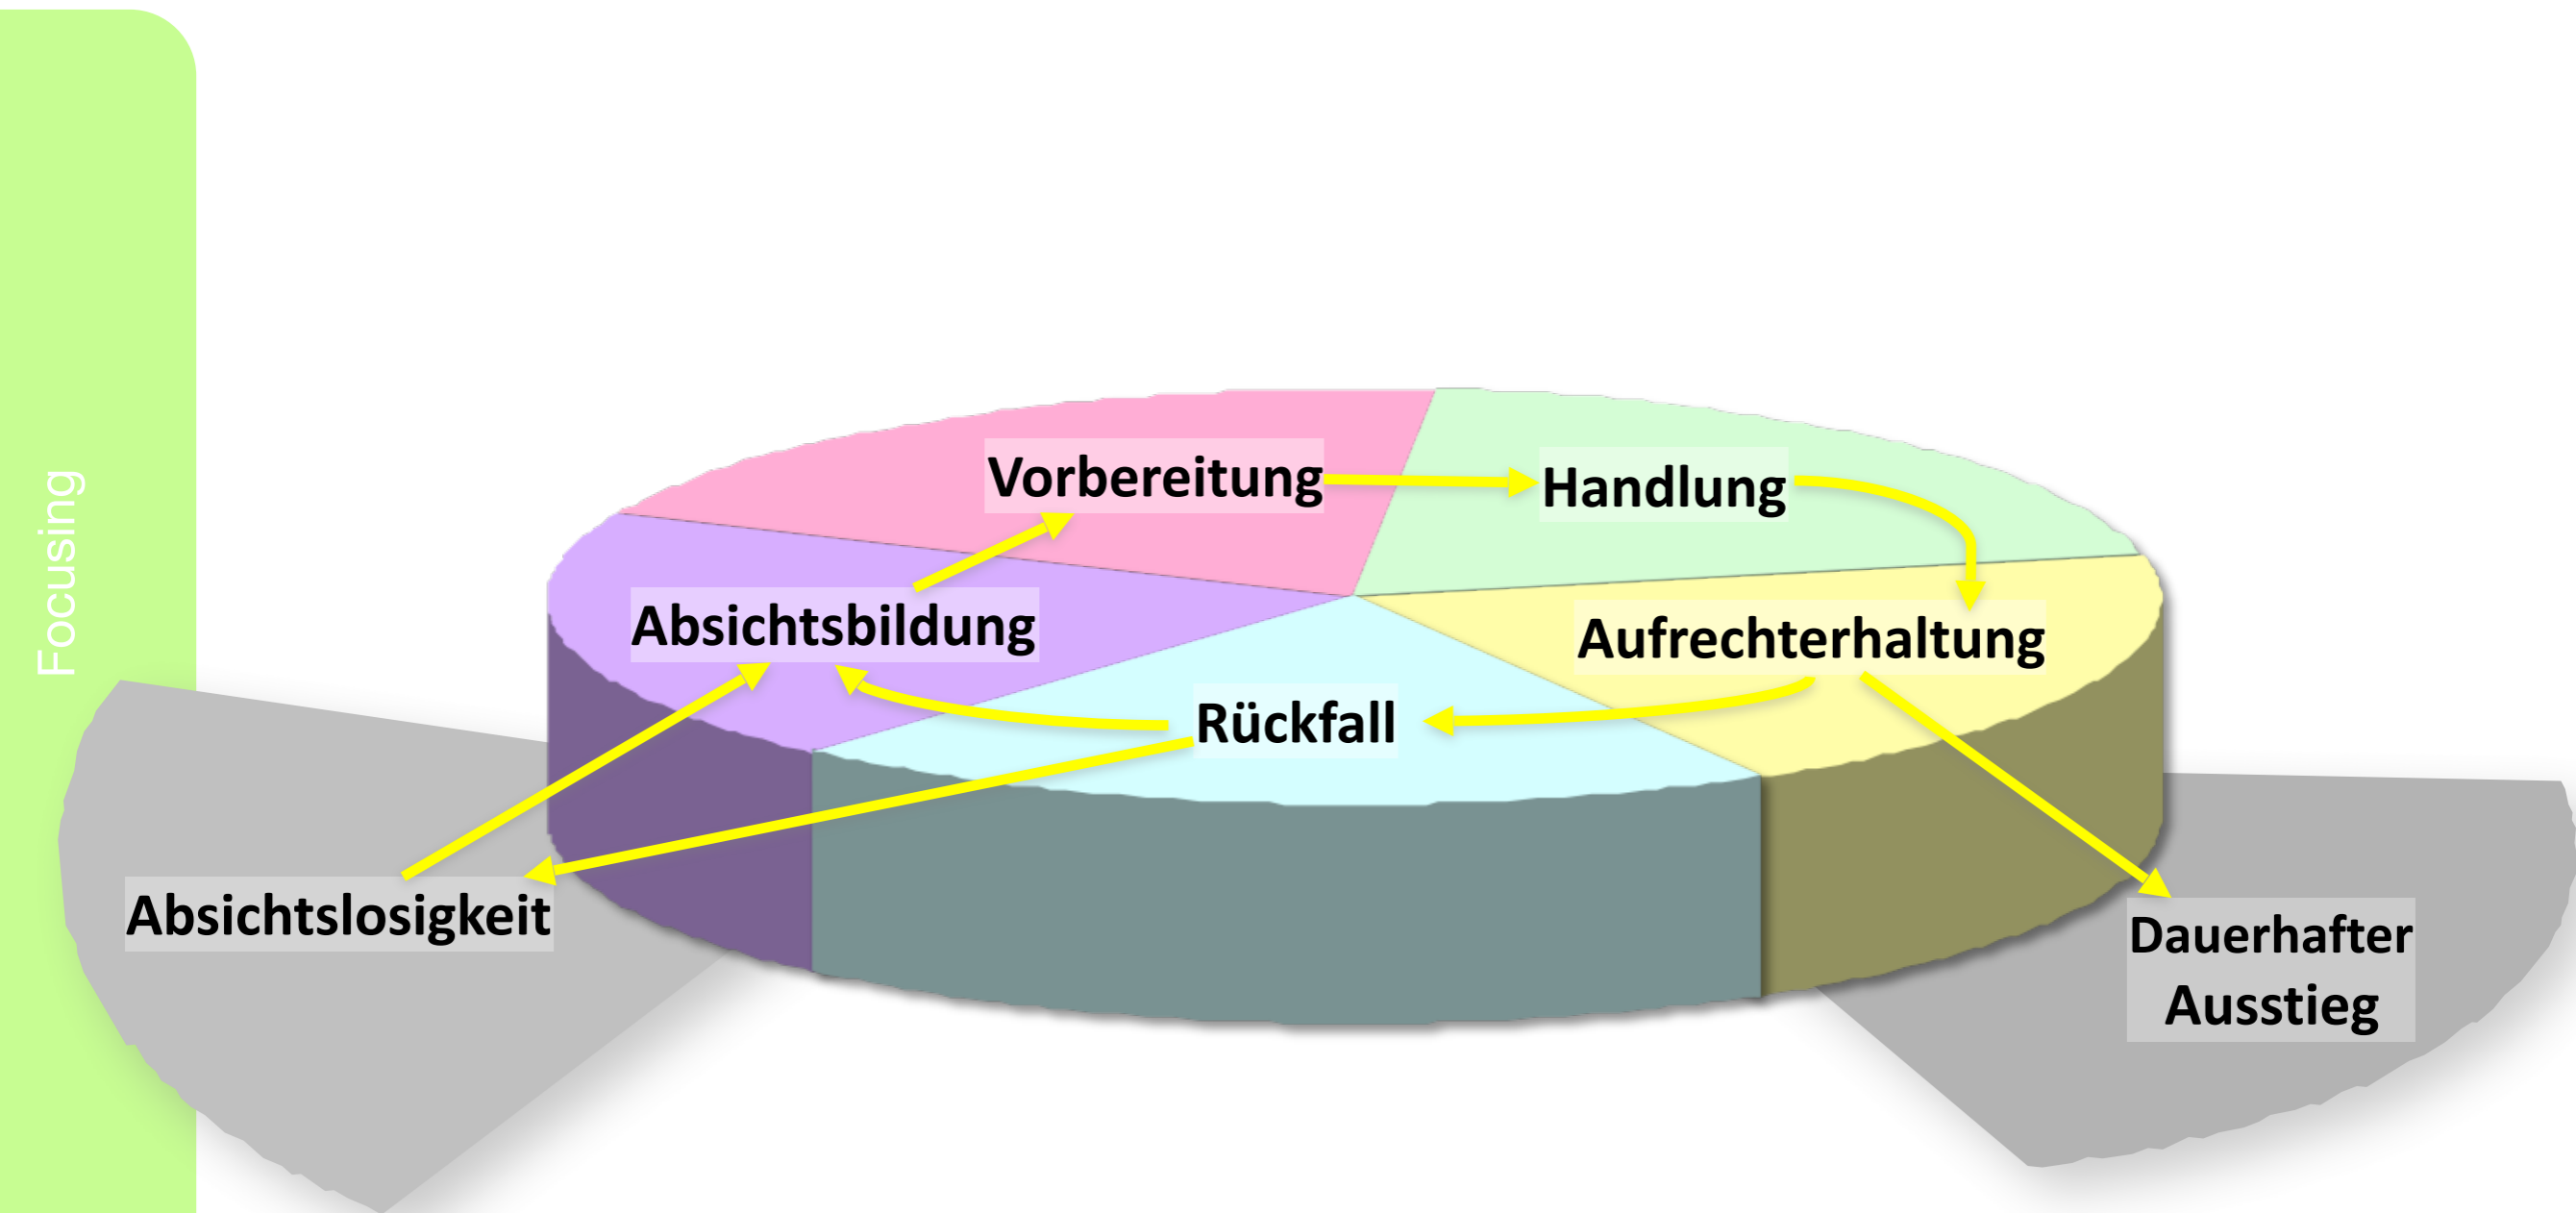 Focusing
Vorbereitung
Handlung
Absichtsbildung
Aufrechterhaltung
Rückfall
Absichtslosigkeit
Dauerhafter
Ausstieg